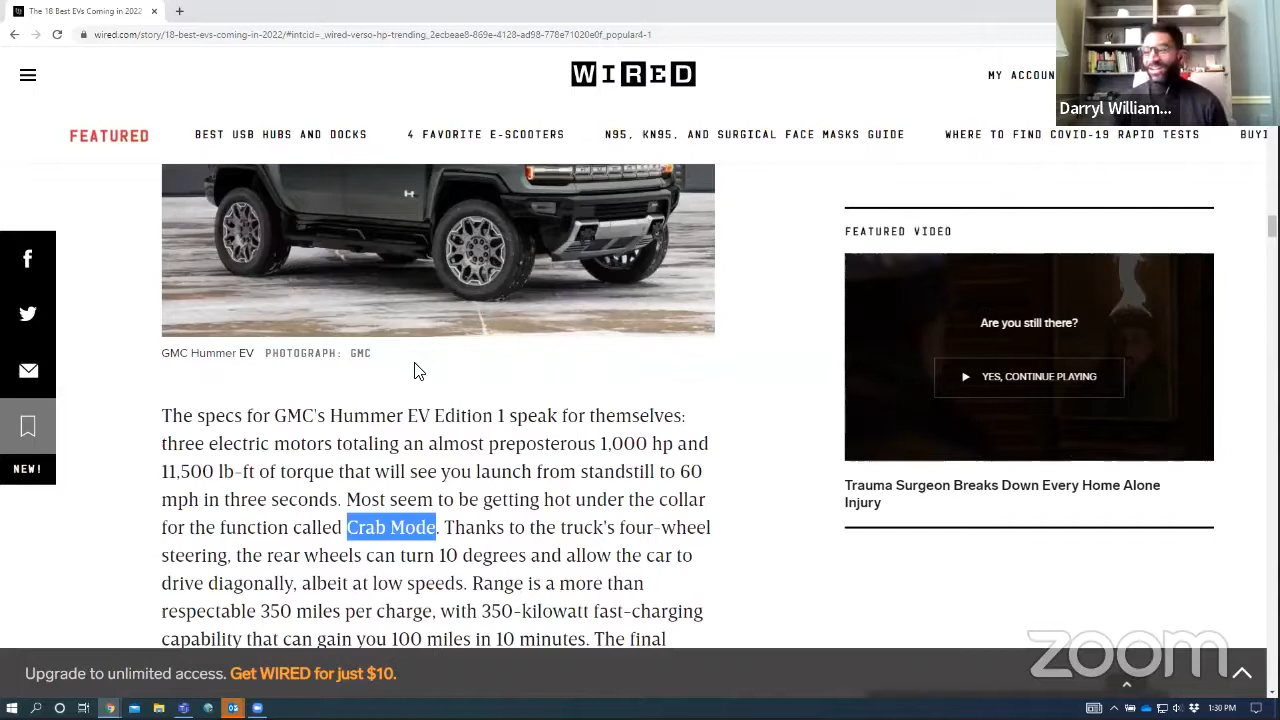 The 18 Best EVs Coming in 2022
wired.com/story/18-best-evs-coming-in-2022/#intcid=_wired-verso-hp-trending_2ecbeeb8-869e-4128-ad98-778e71020e0f_popular4-1
WIRED
MY ACCOUN
Darryl William...
FEATURED BEST USB HUBS AND DOCKS 4 FAVORITE E-SCOOTERS N95, KN95, AND SURGICAL FACE MASKS GUIDE WHERE TO FIND COVID-19 RAPID TESTS BUYI
FEATURED VIDEO
Are you still there?
YES, CONTINUE PLAYING
Trauma Surgeon Breaks Down Every Home Alone
Injury
GMC Hummer EV PHOTOGRAPH: GMC
The specs for GMC's Hummer EV Edition 1 speak for themselves:
three electric motors totaling an almost preposterous 1,000 hp and
11,500 lb-ft of torque that will see you launch from standstill to 60
mph in three seconds. Most seem to be getting hot under the collar
for the function called Crab Mode. Thanks to the truck's four-wheel
steering, the rear wheels can turn 10 degrees and allow the car to
drive diagonally, albeit at low speeds. Range is a more than
respectable 350 miles per charge, with 350-kilowatt fast-charging
capability that can gain you 100 miles in 10 minutes. The final
NEW!
zoom
Upgrade to unlimited access. Get WIRED for just $10.
1:30 PM